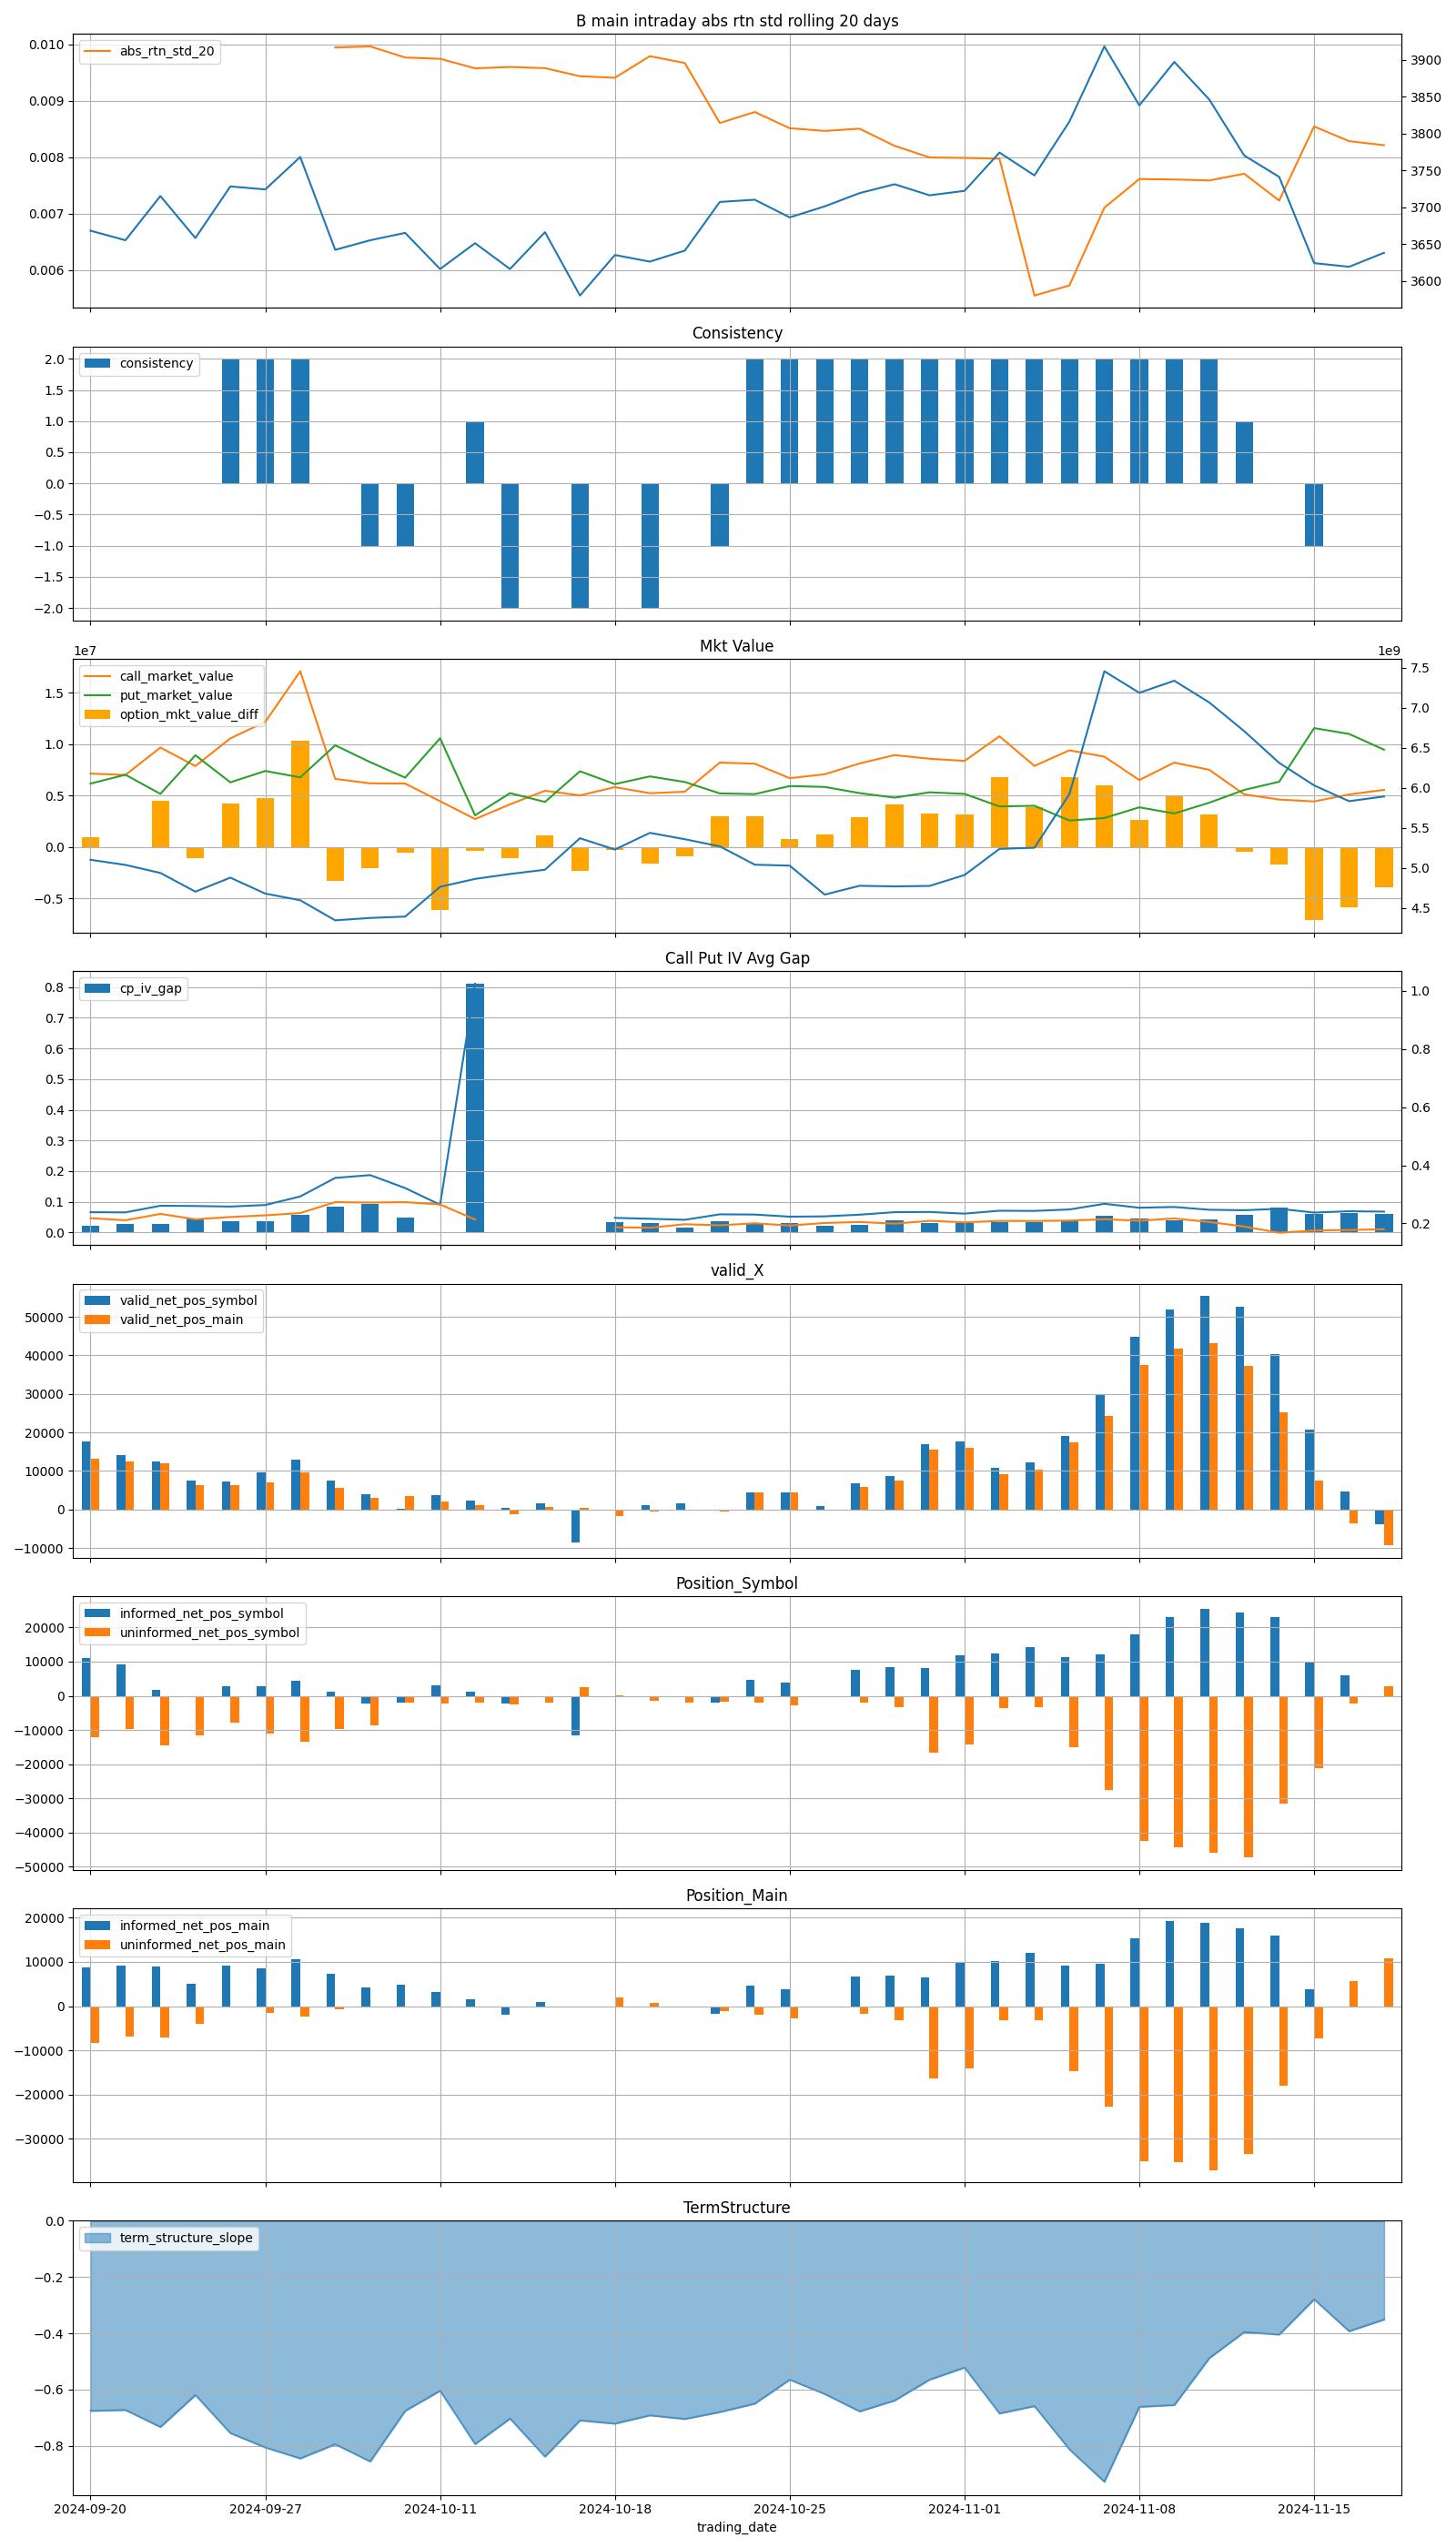 B main intraday abs rtn std rolling 20 days
abs_rtn_std_20
0.010
0.009
0.008
0.007
0.006
3900
3850
3800
3750
3700
3650
3600
Consistency
consistency
2.0
1.5
1.0
0.5
0.0
−0.5
−1.0
−1.5
−2.0
Mkt Value
1e7
1e9
call_market_value
put_market_value
option_mkt_value_diff
1.5
1.0
0.5
0.0
−0.5
7.5
7.0
6.5
6.0
5.5
5.0
4.5
Call Put IV Avg Gap
cp_iv_gap
0.8
0.7
0.6
0.5
0.4
0.3
0.2
0.1
0.0
1.0
0.8
0.6
0.4
0.2
valid_X
valid_net_pos_symbol
valid_net_pos_main
50000
40000
30000
20000
10000
0
−10000
Position_Symbol
informed_net_pos_symbol
uninformed_net_pos_symbol
20000
10000
0
−10000
−20000
−30000
−40000
−50000
Position_Main
informed_net_pos_main
uninformed_net_pos_main
20000
10000
0
−10000
−20000
−30000
TermStructure
term_structure_slope
0.0
−0.2
−0.4
−0.6
−0.8
2024-09-20 2024-09-27 2024-10-11 2024-10-18 2024-10-25 2024-11-01 2024-11-08 2024-11-15
trading_date